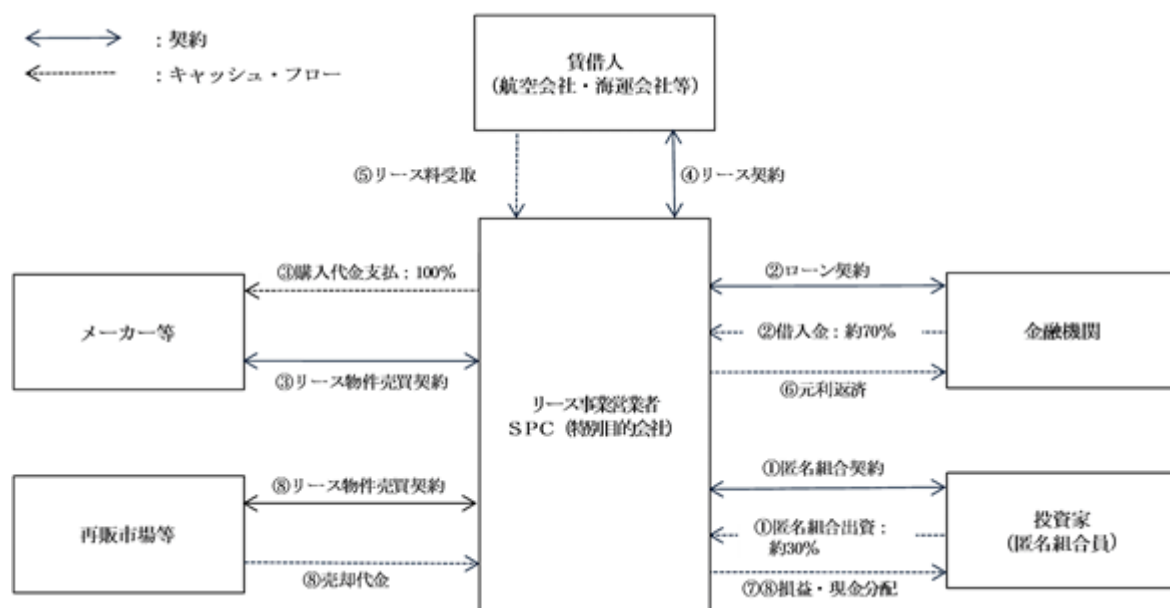 ：契約
：キャッシュ・フロー
賃借人
（航空会社・海運会社等）
⑤リース料受取
④リース契約
③購入代金支払：100%
メーカー等
③リース物件売買契約
②ローン契約
②借入金：約70%
金融機関
⑥元利返済
リース事業営業者
ＳＰＣ（特別目的会社）
⑧リース物件売買契約
再販市場等
⑧売却代金
①匿名組合契約
①匿名組合出資：
約30%
投資家
（匿名組合員）
⑦⑧損益・現金分配